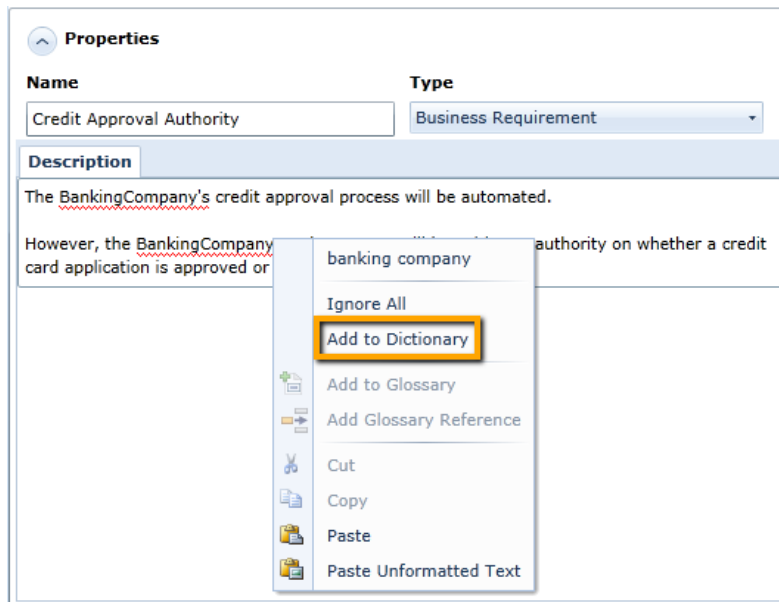 Properties
Name Type
Credit Approval Authority Business Requirement
Description
The BankingCompany's credit approval process will be automated.
However, the BankingCompany authority on whether a credit
card application is approved or
banking company
Ignore All
Add to Dictionary
Add to Glossary
Add Glossary Reference
Cut
Copy
Paste
Paste Unformatted Text